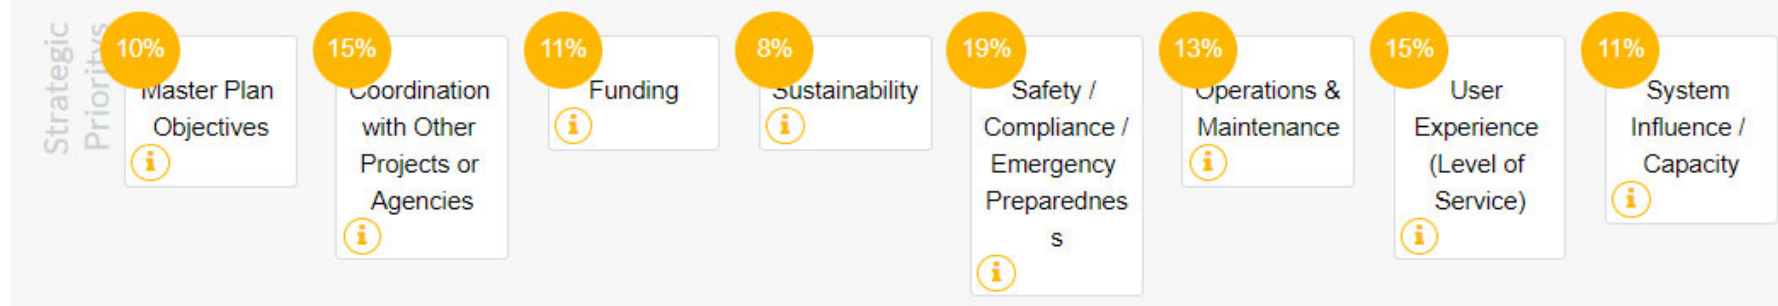 Strategic
Prioritys
10%
Master Plan
Objectives
15%
Coordination
with Other
Projects or
Agencies
11%
Funding
8%
Sustainability
19%
Safety /
Compliance /
Emergency
Preparednes
s
13%
Operations &
Maintenance
15%
User
Experience
(Level of
Service)
11%
System
Influence /
Capacity